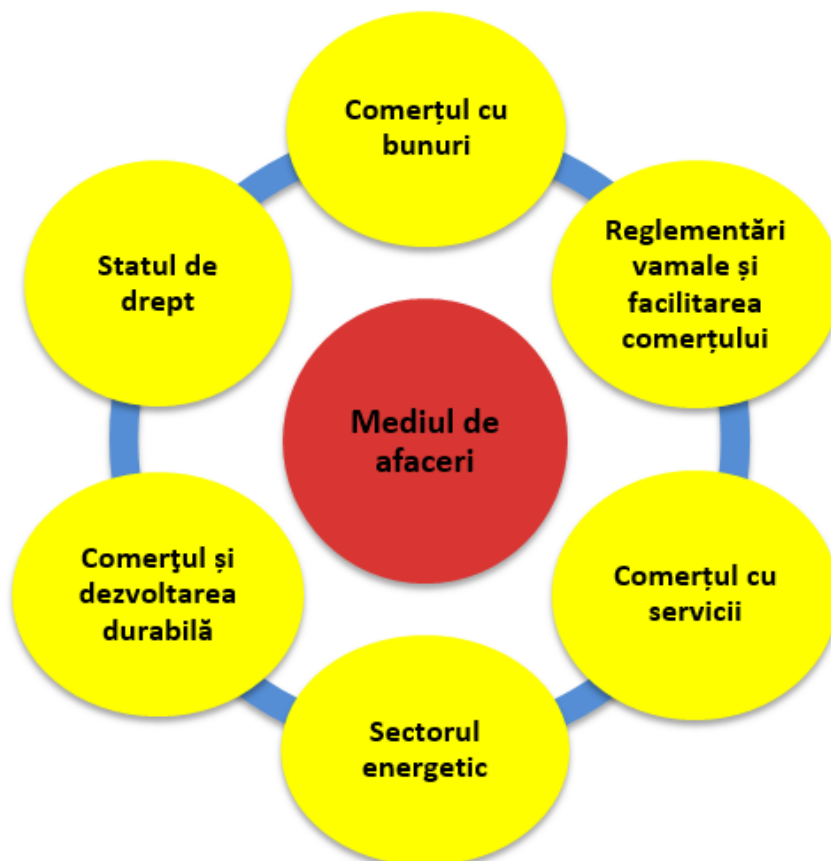 Comerțul cu
bunuri
Reglementări
vamale și
facilitarea
comerțului
Comerțul cu
servicii
Sectorul
energetic
Comerţul și
dezvoltarea
durabilă
Statul de
drept
Mediul de
afaceri